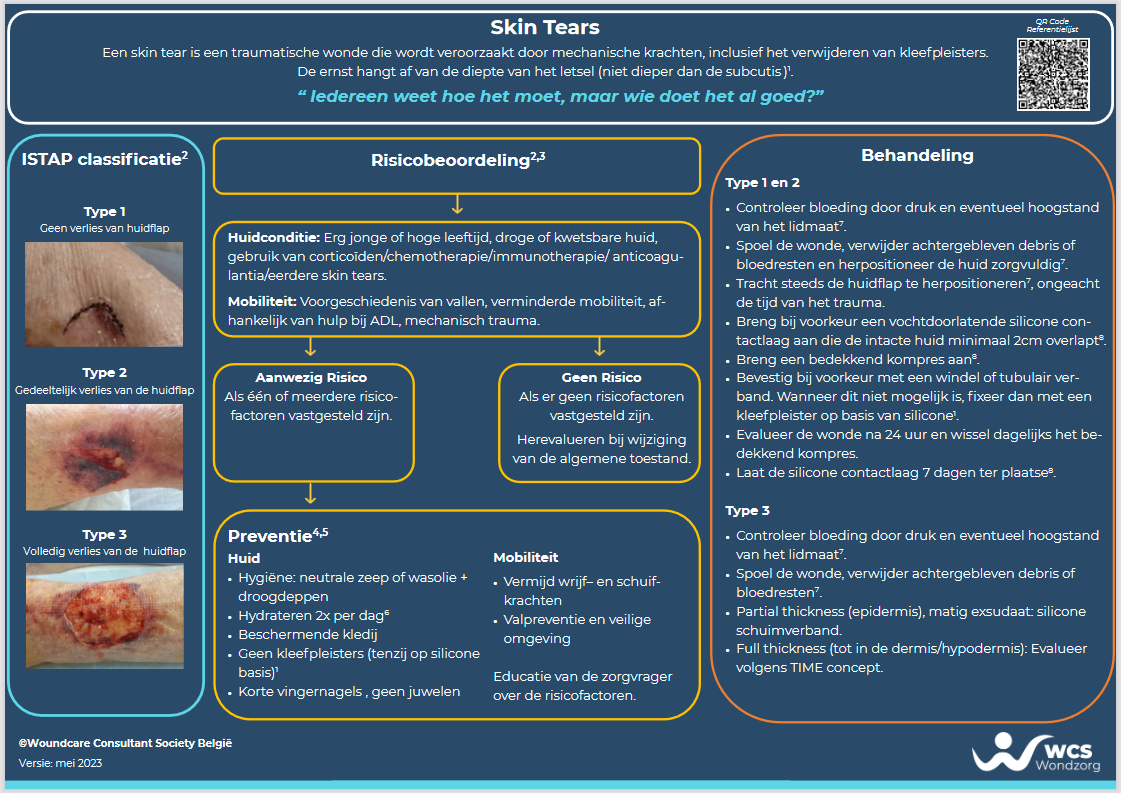 Skin Tears
QR Code
Referentielijst
Een skin tear is een traumatische wonde die wordt veroorzaakt door mechanische krachten, inclusief het verwijderen van kleefpleisters.
De ernst hangt af van de diepte van het letsel (niet dieper dan de subcutis)¹.
“ Iedereen weet hoe het moet, maar wie doet het al goed?”
ISTAP classificatie²
Type 1
Geen verlies van huidflap
Type 2
Gedeeltelijk verlies van de huidflap
Type 3
Volledig verlies van de huidflap
Risicobeoordeling²,³
Huidconditie: Erg jonge of hoge leeftijd, droge of kwetsbare huid,
gebruik van corticoïden/chemotherapie/immunotherapie/ anticoagu-
lantia/eerdere skin tears.
Mobiliteit: Voorgeschiedenis van vallen, verminderde mobiliteit, af-
hankelijk van hulp bij ADL, mechanisch trauma.
Aanwezig Risico
Als één of meerdere risico-
factoren vastgesteld zijn.
Geen Risico
Als er geen risicofactoren
vastgesteld zijn.
Herevalueren bij wijziging
van de algemene toestand.
Preventie⁴,⁵
Huid
• Hygiëne: neutrale zeep of wasolie +
droogdeppen
• Hydrateren 2x per dag⁶
• Beschermende kledij
• Geen kleefpleisters (tenzij op silicone
basis)¹
• Korte vingernagels , geen juwelen
Mobiliteit
• Vermijd wrijf– en schuif-
krachten
• Valpreventie en veilige
omgeving
Educatie van de zorgvrager
over de risicofactoren.
Behandeling
Type 1 en 2
• Controleer bloeding door druk en eventueel hoogstand
van het lidmaat⁷.
• Spoel de wonde, verwijder achtergebleven debris of
bloedresten en herpositioneer de huid zorgvuldig⁷.
• Tracht steeds de huidflap te herpositioneren⁷, ongeacht
de tijd van het trauma.
• Breng bij voorkeur een vochtdoorlatende silicone con-
tactlaag aan die de intacte huid minimaal 2cm overlapt⁸.
• Breng een bedekkend kompres aan⁸.
• Bevestig bij voorkeur met een windel of tubulair ver-
band. Wanneer dit niet mogelijk is, fixeer dan met een
kleefpleister op basis van silicone¹.
• Evalueer de wonde na 24 uur en wissel dagelijks het be-
dekkend kompres.
• Laat de silicone contactlaag 7 dagen ter plaatse⁸.
Type 3
• Controleer bloeding door druk en eventueel hoogstand
van het lidmaat⁷.
• Spoel de wonde, verwijder achtergebleven debris of
bloedresten⁷.
• Partial thickness (epidermis), matig exsudaat: silicone
schuimverband.
• Full thickness (tot in de dermis/hypodermis): Evalueer
volgens TIME concept.
©Woundcare Consultant Society België
Versie: mei 2023
wcs
Wondzorg